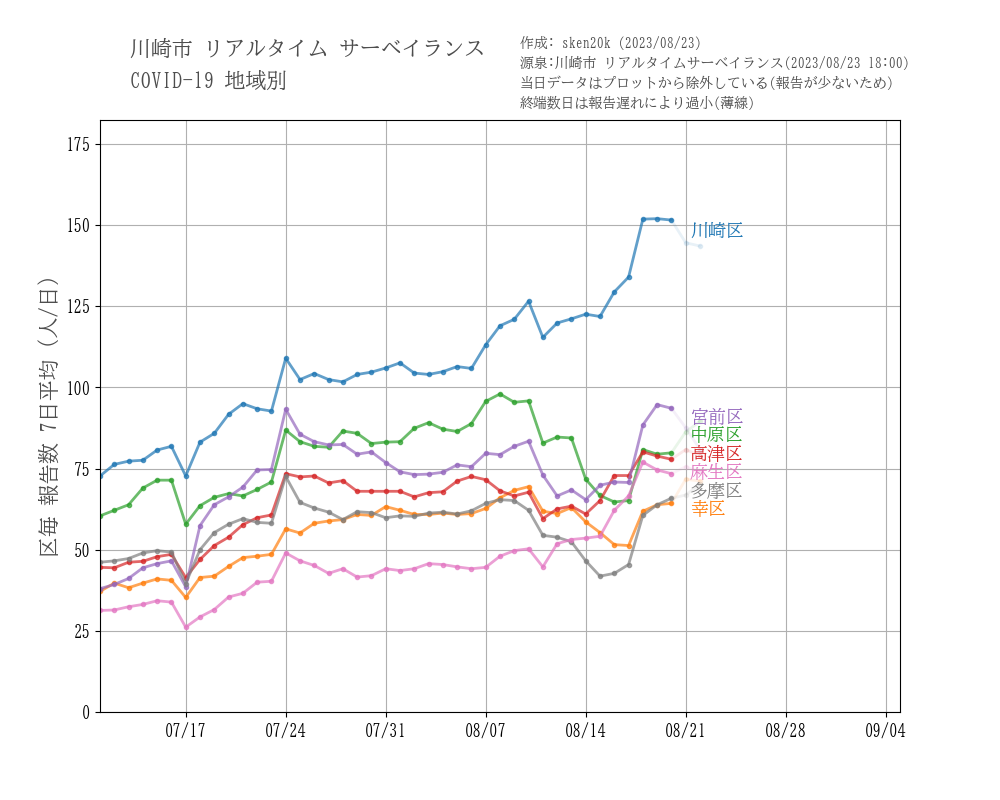 川崎市 リアルタイム サーベイランス
COVID-19 地域別
作成: sken20k (2023/08/23)
源泉:川崎市 リアルタイムサーベイランス(2023/08/23 18:00)
当日データはプロットから除外している(報告が少ないため)
終端数日は報告遅れにより過小(薄線)
区毎 報告数 7日平均 (人/日)
175
150
125
100
75
50
25
0
川崎区
宮前区
中原区
高津区
麻生区
多摩区
幸区
07/17
07/24
07/31
08/07
08/14
08/21
08/28
09/04